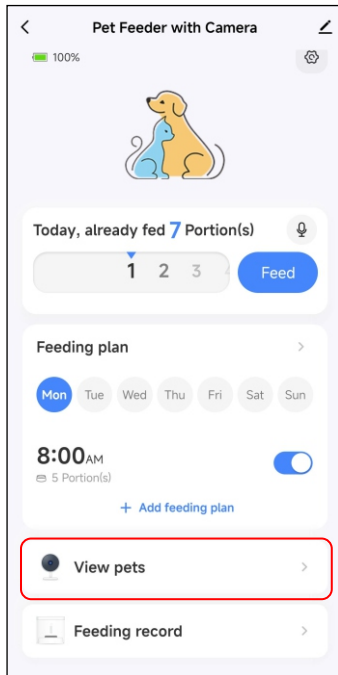 Pet Feeder with Camera
100%
Today, already fed 7 Portion(s)
1 2 3
Feed
Feeding plan
Mon Tue Wed Thu Fri Sat Sun
8:00AM
5 Portion(s)
+ Add feeding plan
View pets
Feeding record